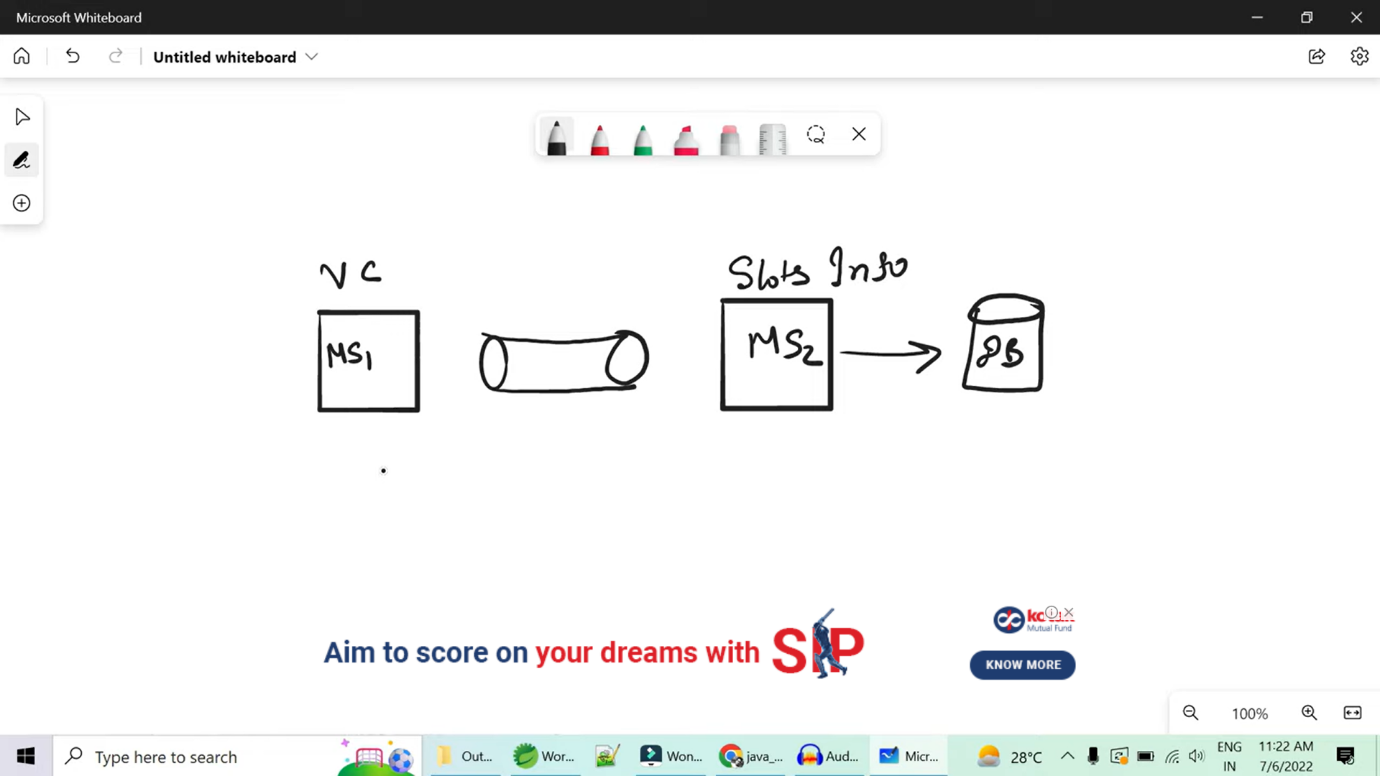 Microsoft Whiteboard
Untitled whiteboard
VC
Slots Info
MS1
MS2
DB
Aim to score on your dreams with SIP
Mutual Fund
KNOW MORE
100%
Type here to search
Out...
Wor...
Won...
java_...
Aud...
Micr...
28°C
ENG
IN
11:22 AM
7/6/2022